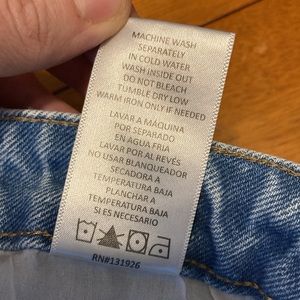 MACHINE WASH
SEPARATELY
IN COLD WATER
WASH INSIDE OUT
DO NOT BLEACH
TUMBLE DRY LOW
WARM IRON ONLY IF NEEDED
LAVAR A MÁQUINA
POR SEPARADO
EN AGUA FRIA
LAVAR POR AL REVÉS
NO USAR BLANQUEADOR
SECADORA A
TEMPERATURA BAJA
PLANCHAR A
TEMPERATURA BAJA
SI ES NECESARIO
RN#131926